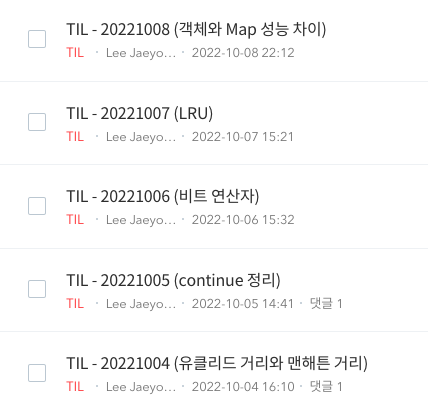 TIL - 20221008 (객체와 Map 성능 차이)
TIL · Lee Jaeyo... · 2022-10-08 22:12
TIL - 20221007 (LRU)
TIL · Lee Jaeyo... · 2022-10-07 15:21
TIL - 20221006 (비트 연산자)
TIL · Lee Jaeyo... · 2022-10-06 15:32
TIL - 20221005 (continue 정리)
TIL · Lee Jaeyo... · 2022-10-05 14:41 · 댓글 1
TIL - 20221004 (유클리드 거리와 맨해튼 거리)
TIL · Lee Jaeyo... · 2022-10-04 16:10 · 댓글 1